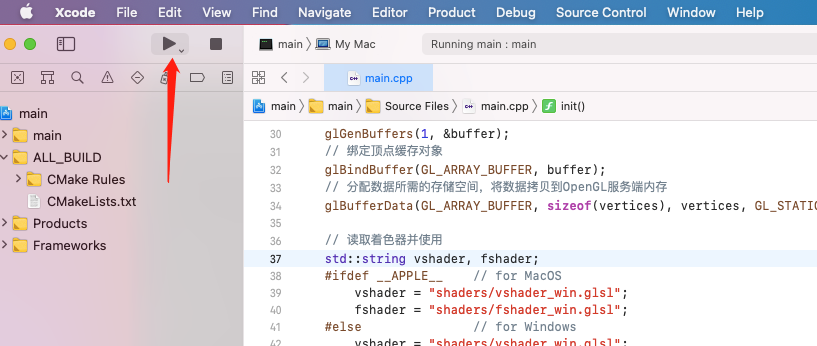 Xcode File Edit View Find Navigate Editor Product Debug Source Control Window Help
main 〉 My Mac Running main : main
main.cpp
main 〉 main 〉 Source Files 〉 main.cpp 〉 f init()
main
main
ALL_BUILD
CMake Rules
CMakeLists.txt
Products
Frameworks
30 glGenBuffers(1, &buffer);
31 // 绑定顶点缓存对象
32 glBindBuffer(GL_ARRAY_BUFFER, buffer);
33 // 分配数据所需的存储空间，将数据拷贝到OpenGL服务端内存
34 glBufferData(GL_ARRAY_BUFFER, sizeof(vertices), vertices, GL_STATIC
35
36 // 读取着色器并使用
37 std::string vshader, fshader;
38 #ifdef __APPLE__ // for MacOS
39 vshader = "shaders/vshader_win.glsl";
40 fshader = "shaders/fshader_win.glsl";
41 #else // for Windows
42 vshader = "shaders/vshader_win.glsl";